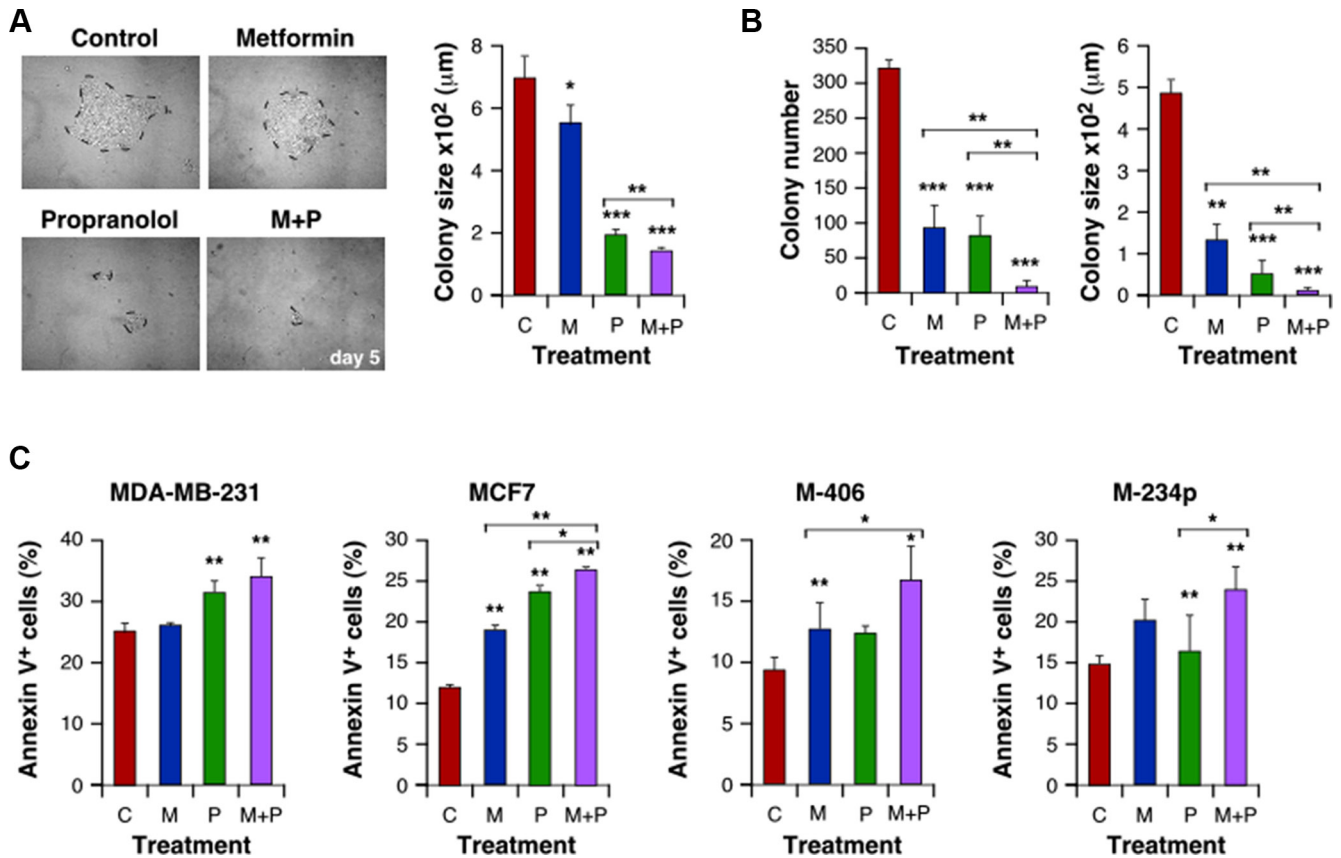 A
Control
Metformin
Propranolol
M+P
day 5
Colony size x10² (μm)
8
6
4
2
0
*
**
***
***
C M P M+P
Treatment
B
Colony number
350
300
250
200
150
100
50
0
**
**
***
***
***
C M P M+P
Treatment
Colony size x10² (μm)
6
5
4
3
2
1
0
**
**
**
***
***
C M P M+P
Treatment
C
MDA-MB-231
Annexin V⁺ cells (%)
40
30
20
10
0
**
**
C M P M+P
Treatment
MCF7
Annexin V⁺ cells (%)
30
25
20
15
10
5
0
**
*
**
**
**
C M P M+P
Treatment
M-406
Annexin V⁺ cells (%)
20
15
10
5
0
*
*
**
C M P M+P
Treatment
M-234p
Annexin V⁺ cells (%)
30
25
20
15
10
5
0
*
**
**
C M P M+P
Treatment